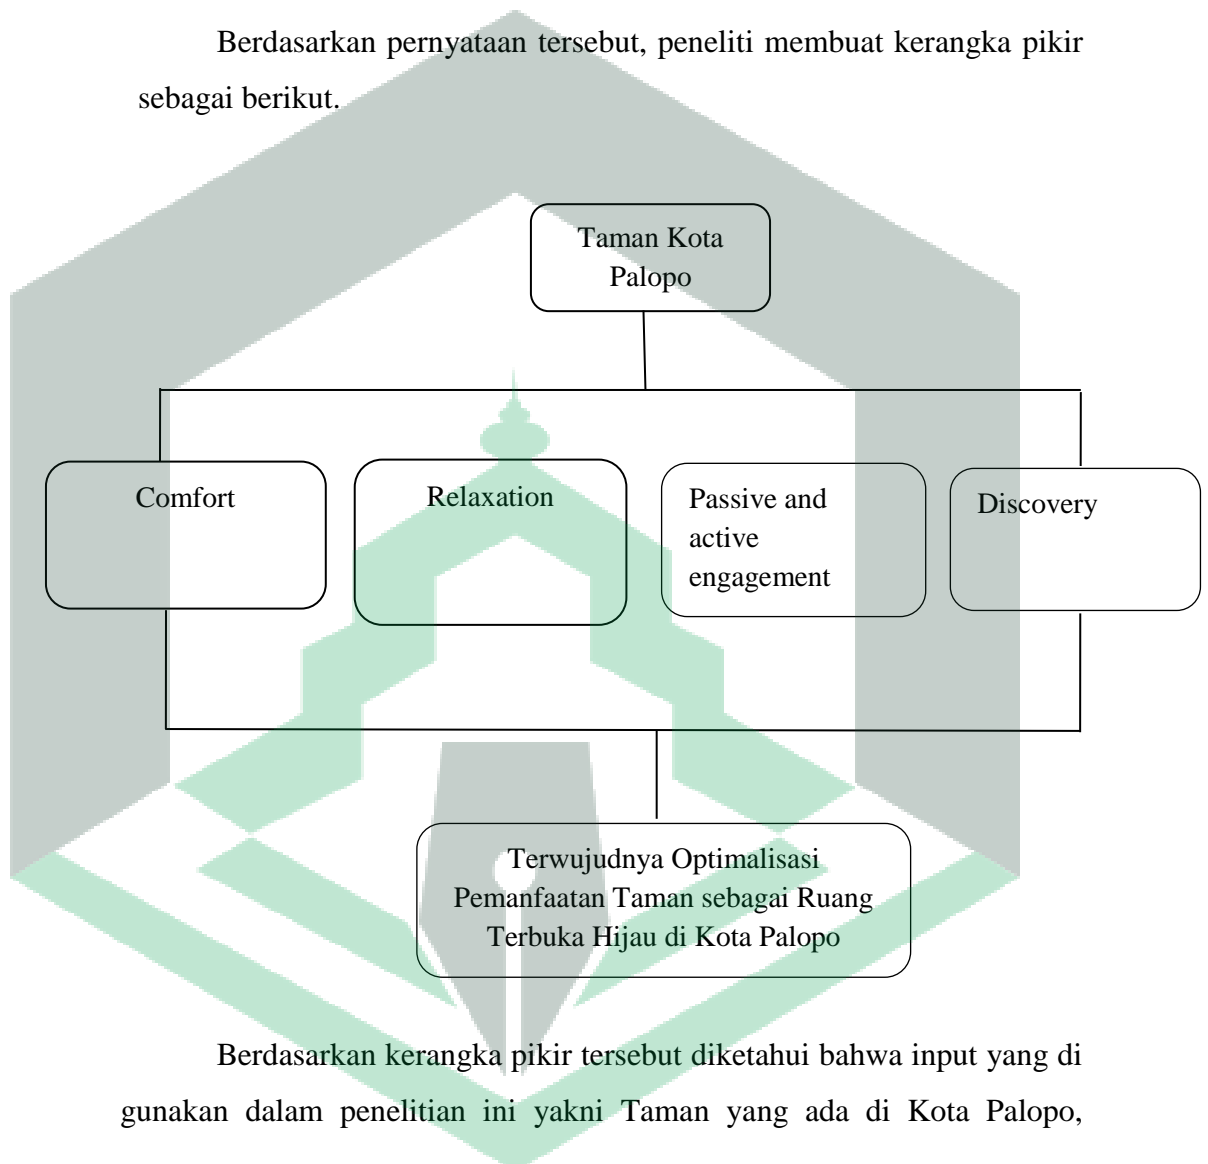 Berdasarkan pernyataan tersebut, peneliti membuat kerangka pikir
sebagai berikut.
Taman Kota
Palopo
Comfort
Relaxation
Passive and
active
engagement
Discovery
Terwujudnya Optimalisasi
Pemanfaatan Taman sebagai Ruang
Terbuka Hijau di Kota Palopo
Berdasarkan kerangka pikir tersebut diketahui bahwa input yang di
gunakan dalam penelitian ini yakni Taman yang ada di Kota Palopo,